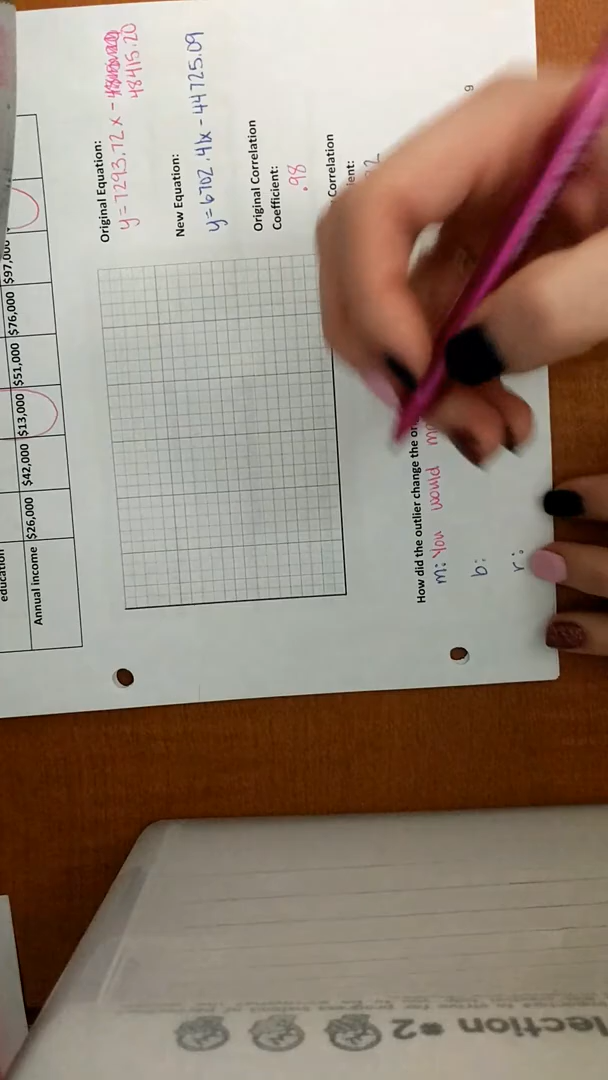 education
Annual income $26,000 $42,000 $13,000 $51,000 $76,000 $97,000
Original Equation:
y=7293.72x-
48415.20
New Equation:
y=6702.41x-44725.09
Original Correlation
Coefficient:
.98
Correlation
9
How did the outlier change the
m: You would
b:
r:
lection #2